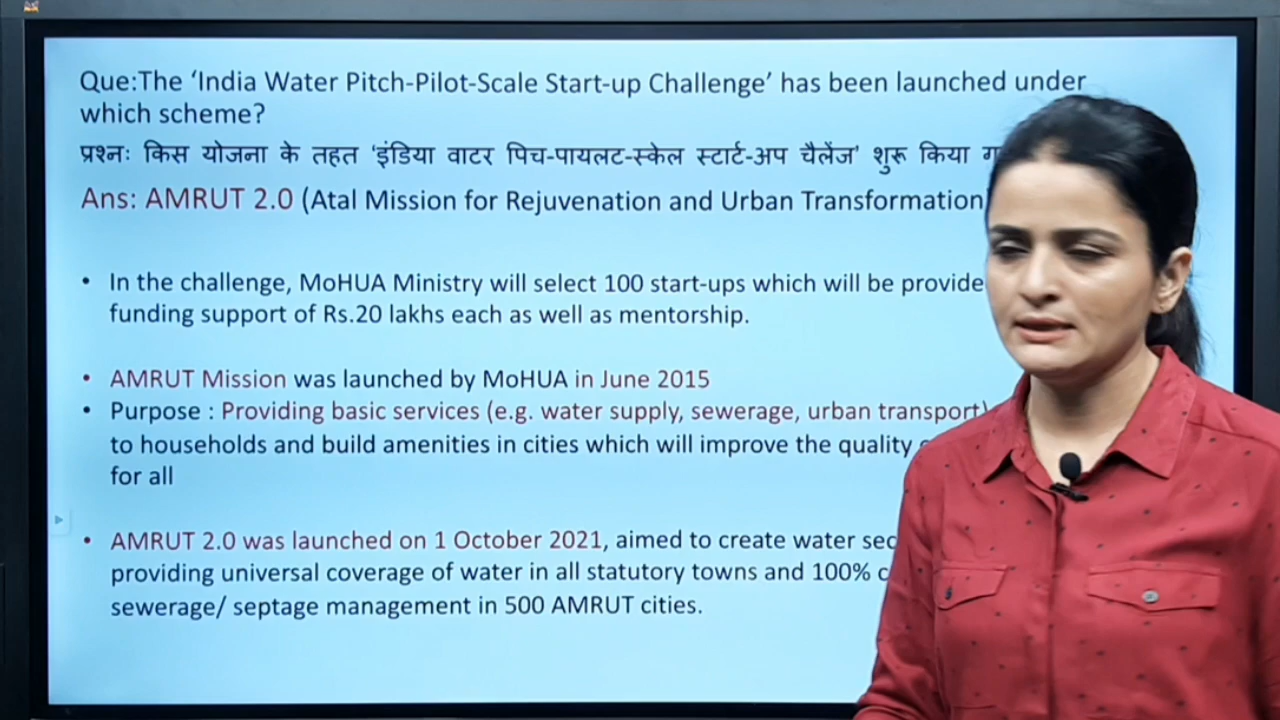 Que:The ‘India Water Pitch-Pilot-Scale Start-up Challenge’ has been launched under
which scheme?
प्रश्नः किस योजना के तहत ‘इंडिया वाटर पिच-पायलट-स्केल स्टार्ट-अप चैलेंज’ शुरू किया
Ans: AMRUT 2.0 (Atal Mission for Rejuvenation and Urban Transformation
• In the challenge, MoHUA Ministry will select 100 start-ups which will be provide
funding support of Rs.20 lakhs each as well as mentorship.
• AMRUT Mission was launched by MoHUA in June 2015
• Purpose : Providing basic services (e.g. water supply, sewerage, urban transport)
to households and build amenities in cities which will improve the quality
for all
• AMRUT 2.0 was launched on 1 October 2021, aimed to create water
providing universal coverage of water in all statutory towns and 100%
sewerage/ septage management in 500 AMRUT cities.